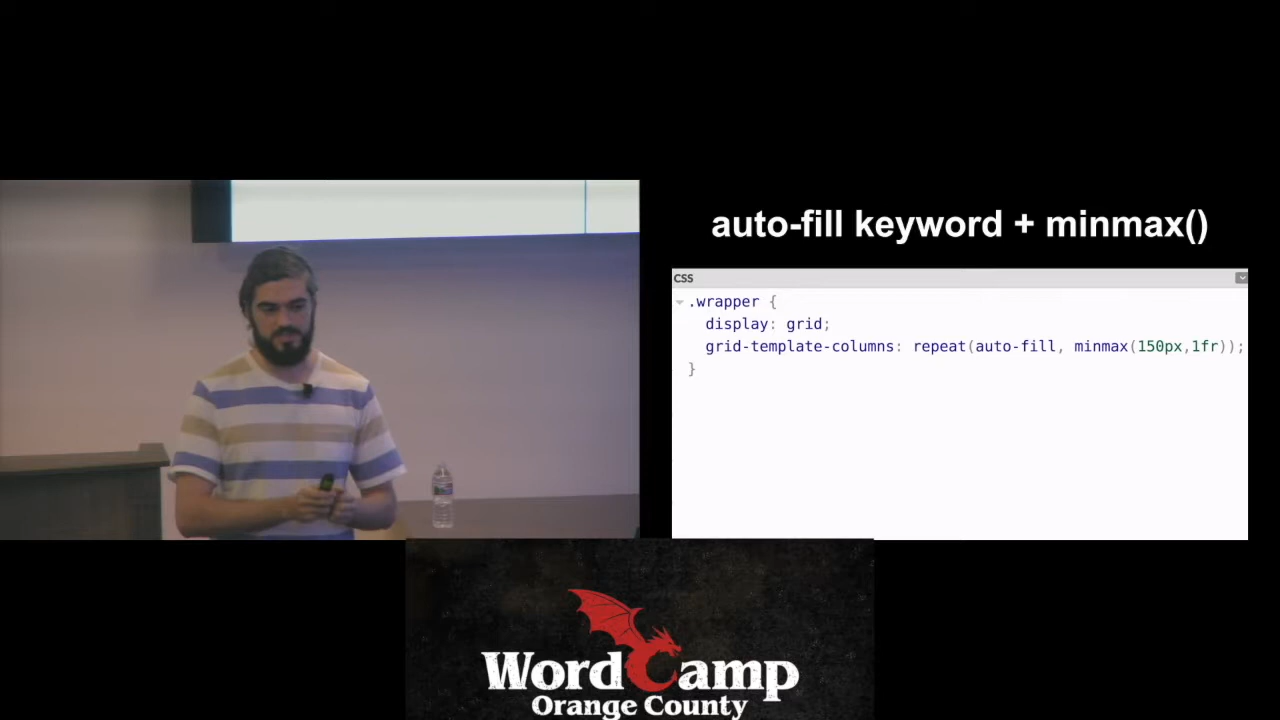 auto-fill keyword + minmax()
CSS
.wrapper {
display: grid;
grid-template-columns: repeat(auto-fill, minmax(150px,1fr));
}
WordCamp
Orange County